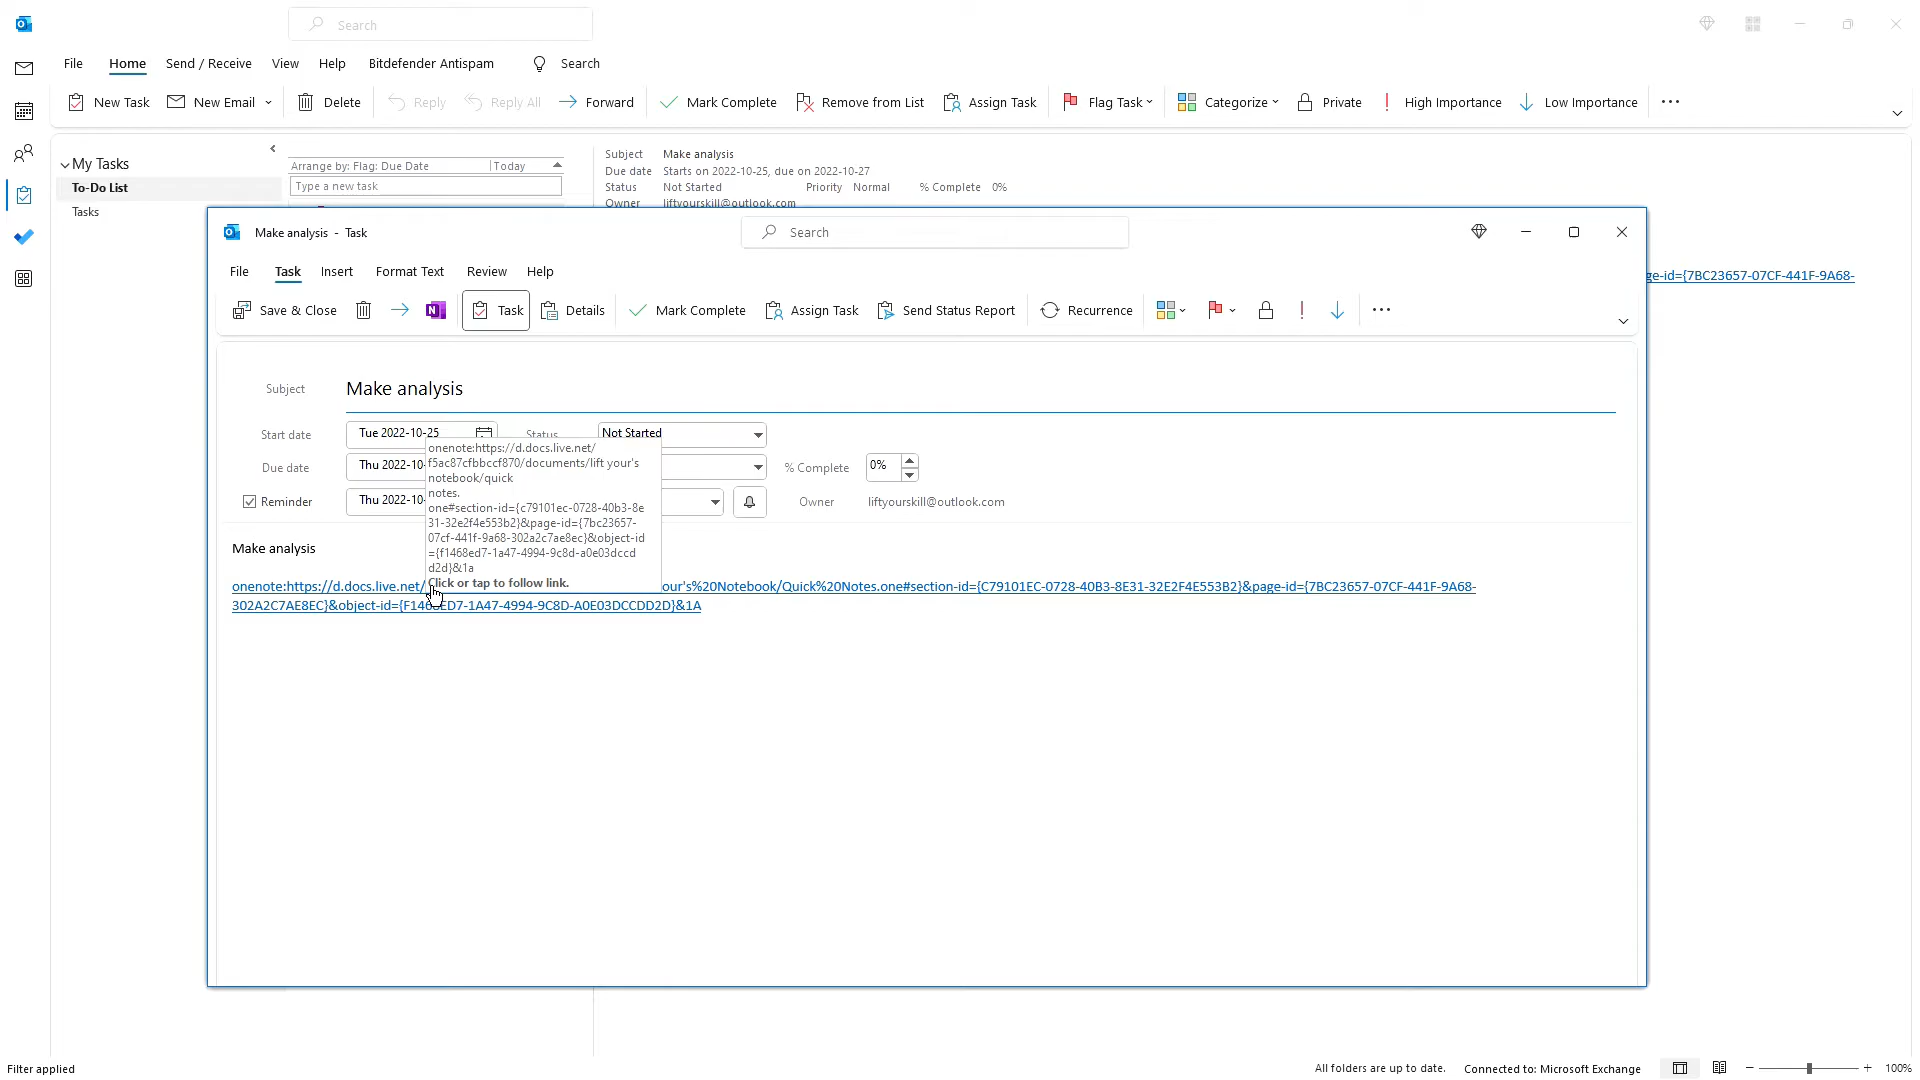 Search
File Home Send / Receive View Help Bitdefender Antispam Search
New Task New Email Delete Reply Reply All Forward Mark Complete Remove from List Assign Task Flag Task Categorize Private High Importance Low Importance
My Tasks
To-Do List
Tasks
Arrange by: Flag: Due Date Today
Type a new task
Subject Make analysis
Due date Starts on 2022-10-25, due on 2022-10-27
Status Not Started Priority Normal % Complete 0%
Owner liftyourskill@outlook.com
ge-id={7BC23657-07CF-441F-9A68-
Make analysis - Task Search
File Task Insert Format Text Review Help
Save & Close Task Details Mark Complete Assign Task Send Status Report Recurrence
Subject Make analysis
Start date Tue 2022-10-25 Status Not Started
Due date Thu 2022-10- % Complete 0%
Reminder Thu 2022-10- Owner liftyourskill@outlook.com
onenote:https://d.docs.live.net/
f5ac87cfbbccf870/documents/lift your's
notebook/quick
notes.
one#section-id={c79101ec-0728-40b3-8e
31-32e2f4e553b2}&page-id={7bc23657-
07cf-441f-9a68-302a2c7ae8ec}&object-id
={f1468ed7-1a47-4994-9c8d-a0e03dccd
d2d}&1a
Click or tap to follow link.
Make analysis
onenote:https://d.docs.live.net/ our's%20Notebook/Quick%20Notes.one#section-id={C79101EC-0728-40B3-8E31-32E2F4E553B2}&page-id={7BC23657-07CF-441F-9A68-
302A2C7AE8EC}&object-id={F1468ED7-1A47-4994-9C8D-A0E03DCCDD2D}&1A
Filter applied All folders are up to date. Connected to: Microsoft Exchange 100%